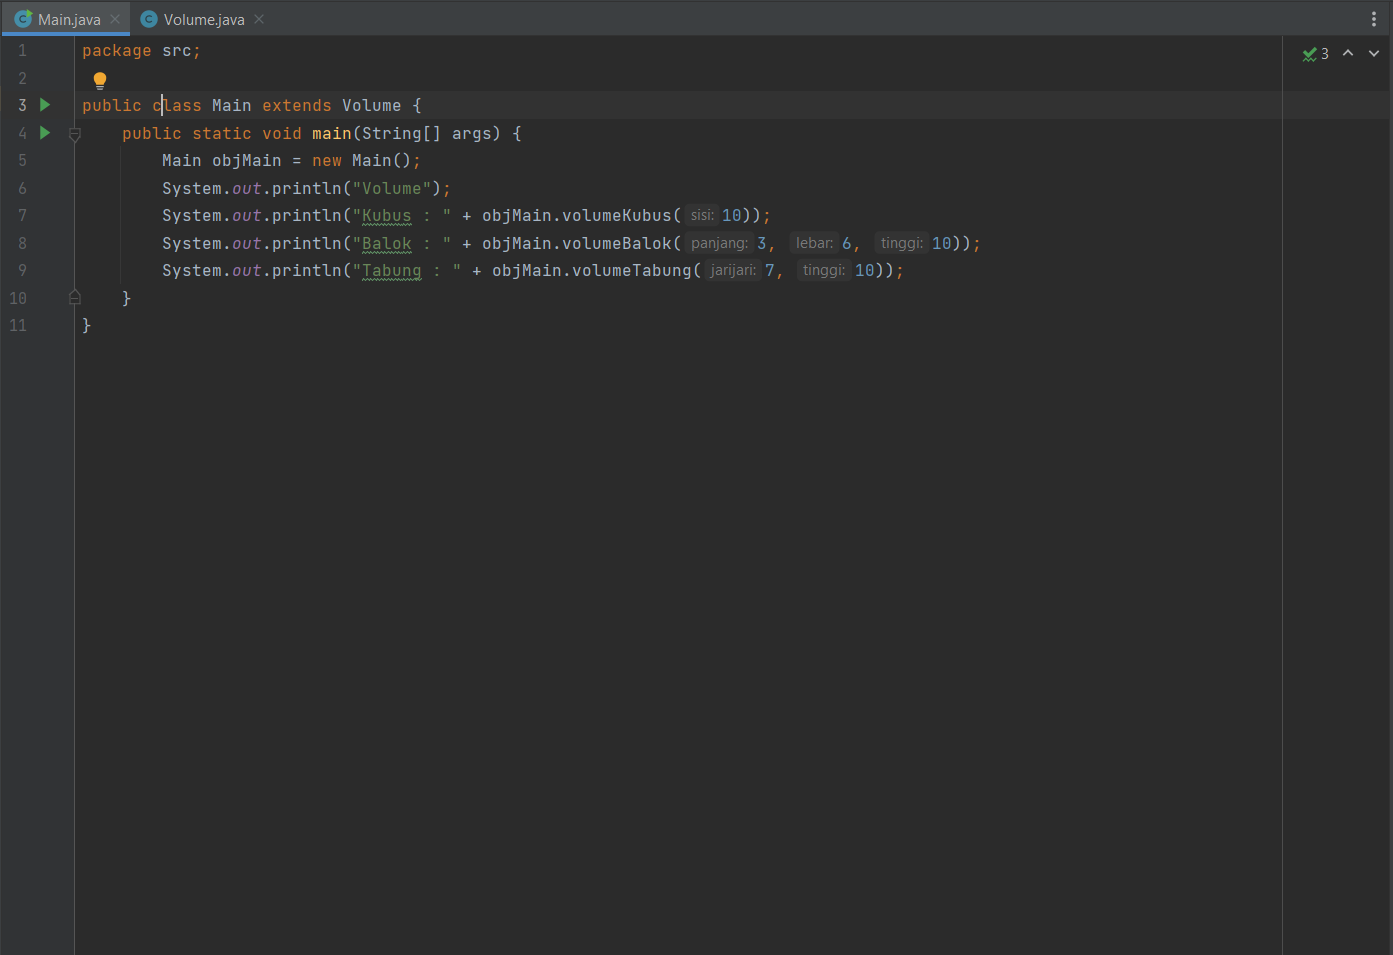 Main.java Volume.java
3
1 package src;
2
3 public class Main extends Volume {
4 public static void main(String[] args) {
5 Main objMain = new Main();
6 System.out.println("Volume");
7 System.out.println("Kubus : " + objMain.volumeKubus( sisi: 10));
8 System.out.println("Balok : " + objMain.volumeBalok( panjang: 3, lebar: 6, tinggi: 10));
9 System.out.println("Tabung : " + objMain.volumeTabung( jarijari: 7, tinggi: 10));
10 }
11 }